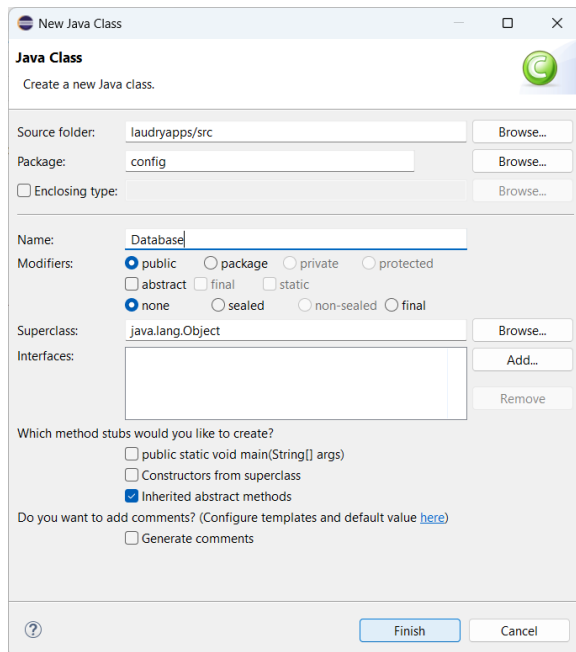 New Java Class
Java Class
Create a new Java class.
Source folder: laudryapps/src Browse...
Package: config Browse...
Enclosing type: Browse...
Name: Database
Modifiers: public package private protected
abstract final static
none sealed non-sealed final
Superclass: java.lang.Object Browse...
Interfaces: Add...
Remove
Which method stubs would you like to create?
public static void main(String[] args)
Constructors from superclass
Inherited abstract methods
Do you want to add comments? (Configure templates and default value here)
Generate comments
? Finish Cancel